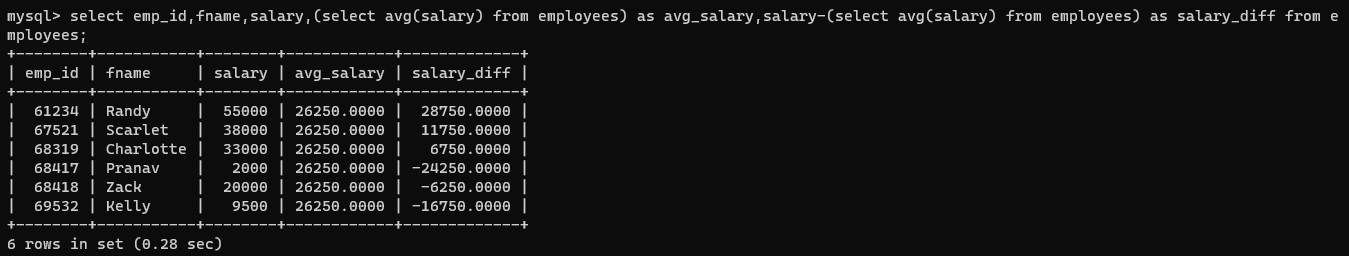 mysql> select emp_id,fname,salary,(select avg(salary) from employees) as avg_salary,salary-(select avg(salary) from employees) as salary_diff from e
mployees;
+--------+-----------+--------+------------+-------------+
| emp_id | fname     | salary | avg_salary | salary_diff |
+--------+-----------+--------+------------+-------------+
|  61234 | Randy     |  55000 | 26250.0000 |  28750.0000 |
|  67521 | Scarlet   |  38000 | 26250.0000 |  11750.0000 |
|  68319 | Charlotte |  33000 | 26250.0000 |   6750.0000 |
|  68417 | Pranav    |   2000 | 26250.0000 | -24250.0000 |
|  68418 | Zack      |  20000 | 26250.0000 |  -6250.0000 |
|  69532 | Kelly     |   9500 | 26250.0000 | -16750.0000 |
+--------+-----------+--------+------------+-------------+
6 rows in set (0.28 sec)